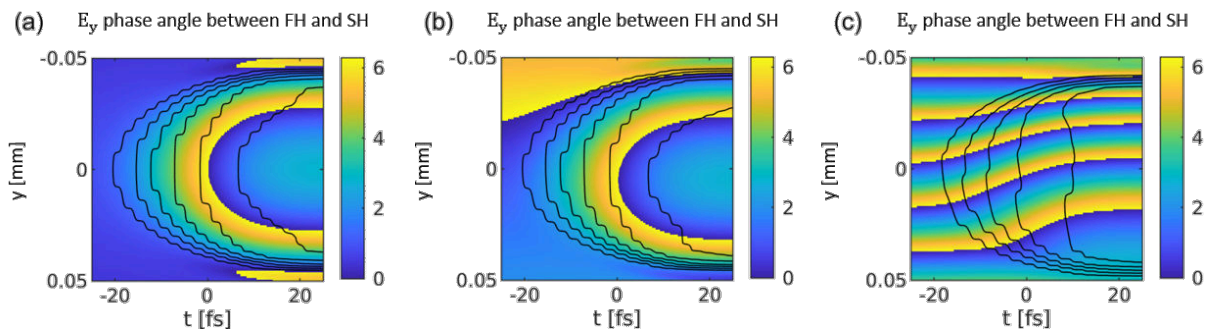 (a) E_y phase angle between FH and SH
(b) E_y phase angle between FH and SH
(c) E_y phase angle between FH and SH
-0.05
0
0.05
y [mm]
-20 0 20
t [fs]
6
4
2
0
-0.05
0
0.05
y [mm]
-20 0 20
t [fs]
6
4
2
0
-0.05
0
0.05
y [mm]
-20 0 20
t [fs]
6
4
2
0